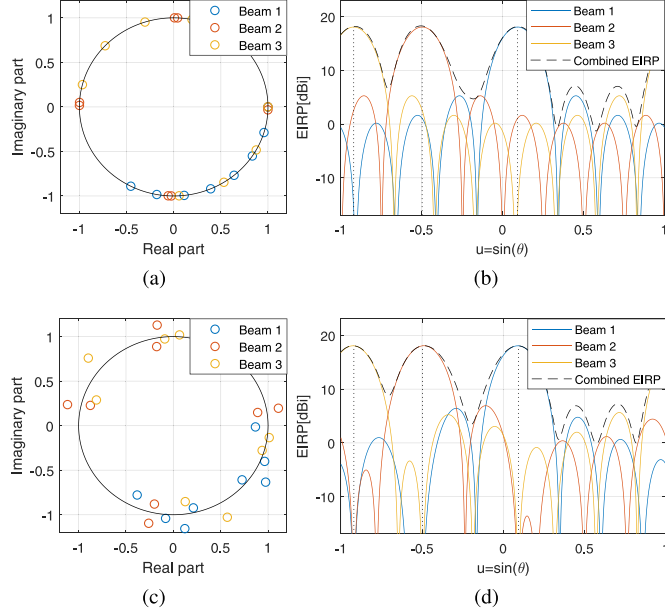 1
0.5
0
-0.5
-1
Imaginary part
-1 -0.5 0 0.5 1
Real part
Beam 1
Beam 2
Beam 3
(a)
20
10
0
-10
EIRP[dBi]
-1 -0.5 0 0.5 1
u=sin(θ)
Beam 1
Beam 2
Beam 3
Combined EIRP
(b)
1
0.5
0
-0.5
-1
Imaginary part
-1 -0.5 0 0.5 1
Real part
Beam 1
Beam 2
Beam 3
(c)
20
10
0
-10
EIRP[dBi]
-1 -0.5 0 0.5 1
u=sin(θ)
Beam 1
Beam 2
Beam 3
Combined EIRP
(d)